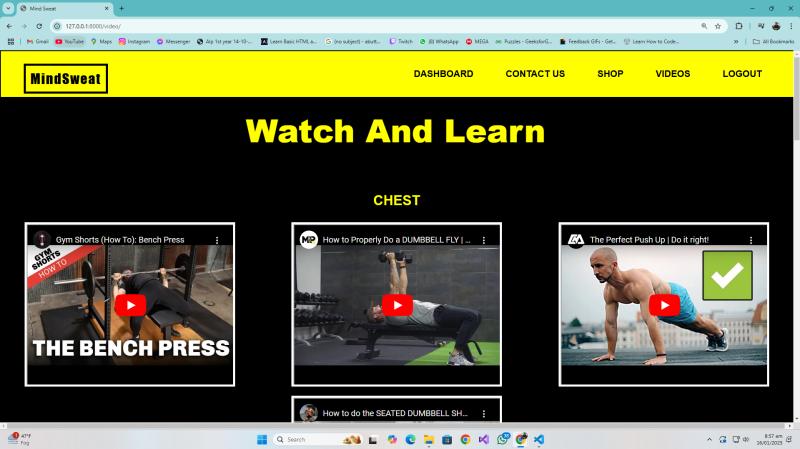 Mind Sweat
127.0.0.1:8000/video/
Gmail
YouTube
Maps
Instagram
Messenger
Alp 1st year 14-10-...
Learn Basic HTML a...
(no subject) - abutt...
Twitch
(6) WhatsApp
MEGA
Puzzles - GeeksforG...
Feedback GIFs - Get...
Learn How to Code...
All Bookmarks
MindSweat
DASHBOARD
CONTACT US
SHOP
VIDEOS
LOGOUT
Watch And Learn
CHEST
Gym Shorts (How To): Bench Press
GYM
SHORTS
HOW TO
THE BENCH PRESS
How to Properly Do a DUMBBELL FLY | ...
The Perfect Push Up | Do it right!
How to do the SEATED DUMBBELL SH...
47°F
Fog
Search
8:57 am
16/01/2025